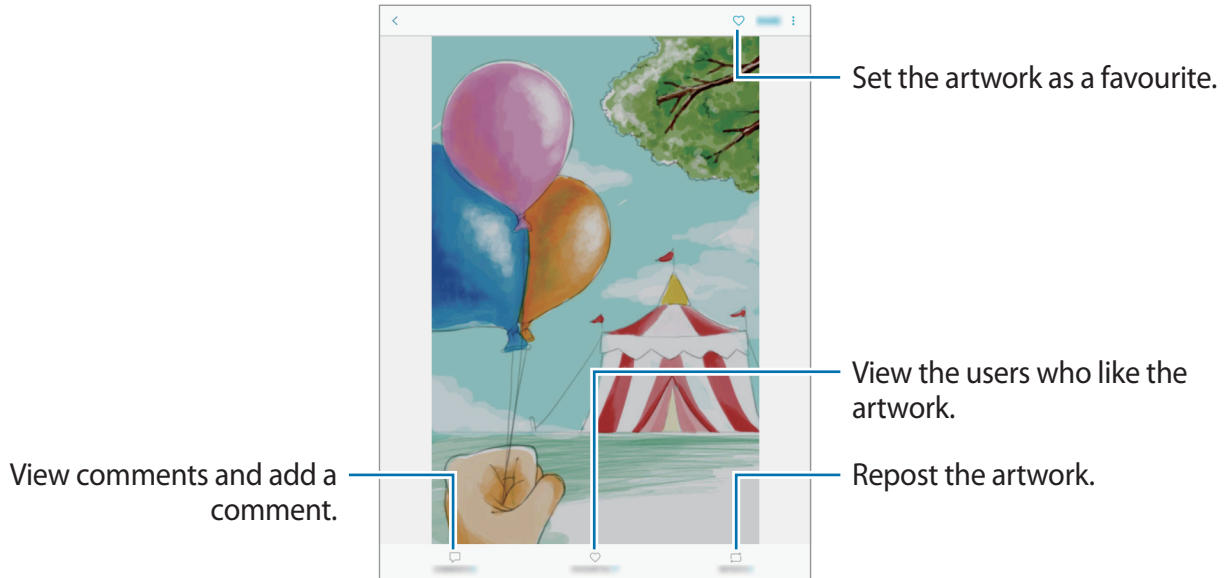 Set the artwork as a favourite.
View the users who like the
artwork.
View comments and add a
comment.
Repost the artwork.